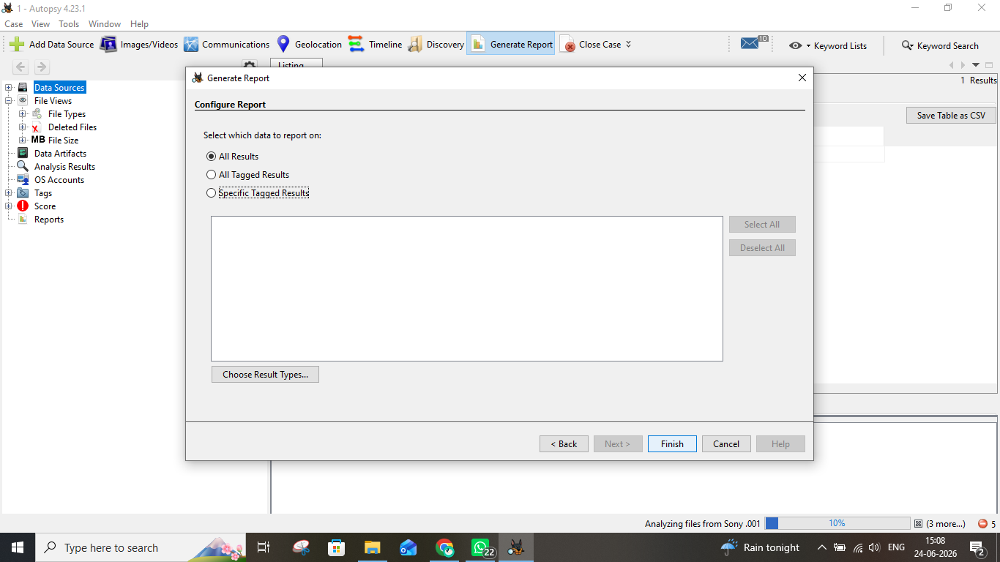 1 - Autopsy 4.23.1
Case View Tools Window Help
Add Data Source Images/Videos Communications Geolocation Timeline Discovery Generate Report Close Case 10 Keyword Lists Keyword Search
Listing
Generate Report
1 Results
Data Sources
Configure Report
File Views
File Types
Save Table as CSV
Deleted Files
Select which data to report on:
MB File Size
Data Artifacts
All Results
Analysis Results
All Tagged Results
OS Accounts
Specific Tagged Results
Tags
Score
Reports
Select All
Deselect All
Choose Result Types...
< Back Next > Finish Cancel Help
Analyzing files from Sony .001 10% (3 more...) 5
Type here to search 22 Rain tonight ENG 15:08
24-06-2026 2